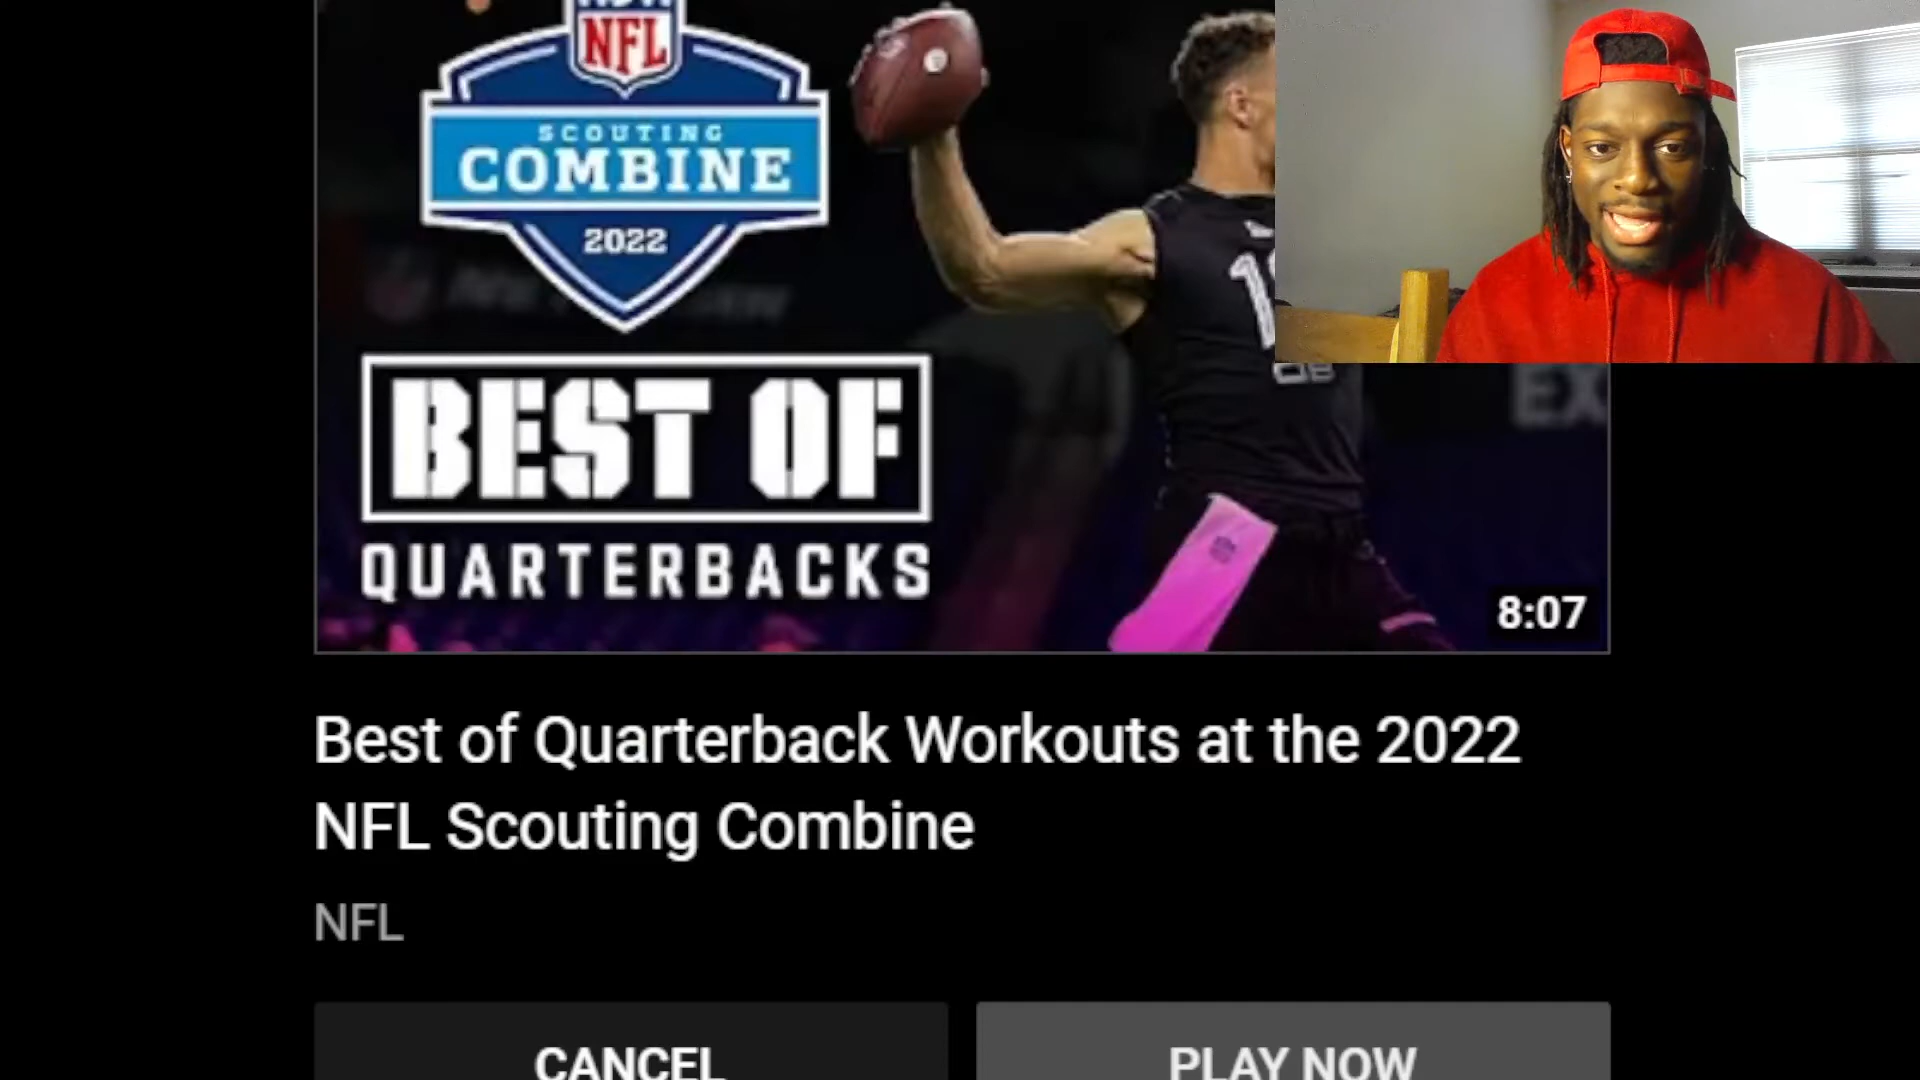 NFL
SCOUTING
COMBINE
2022
BEST OF
QUARTERBACKS
EX
8:07
Best of Quarterback Workouts at the 2022
NFL Scouting Combine
NFL
CANCEL
PLAY NOW